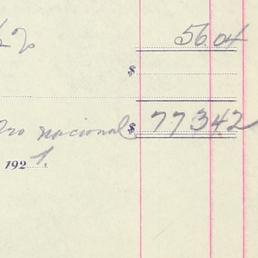 56.04
$
oro nacional $ 77342
1921.